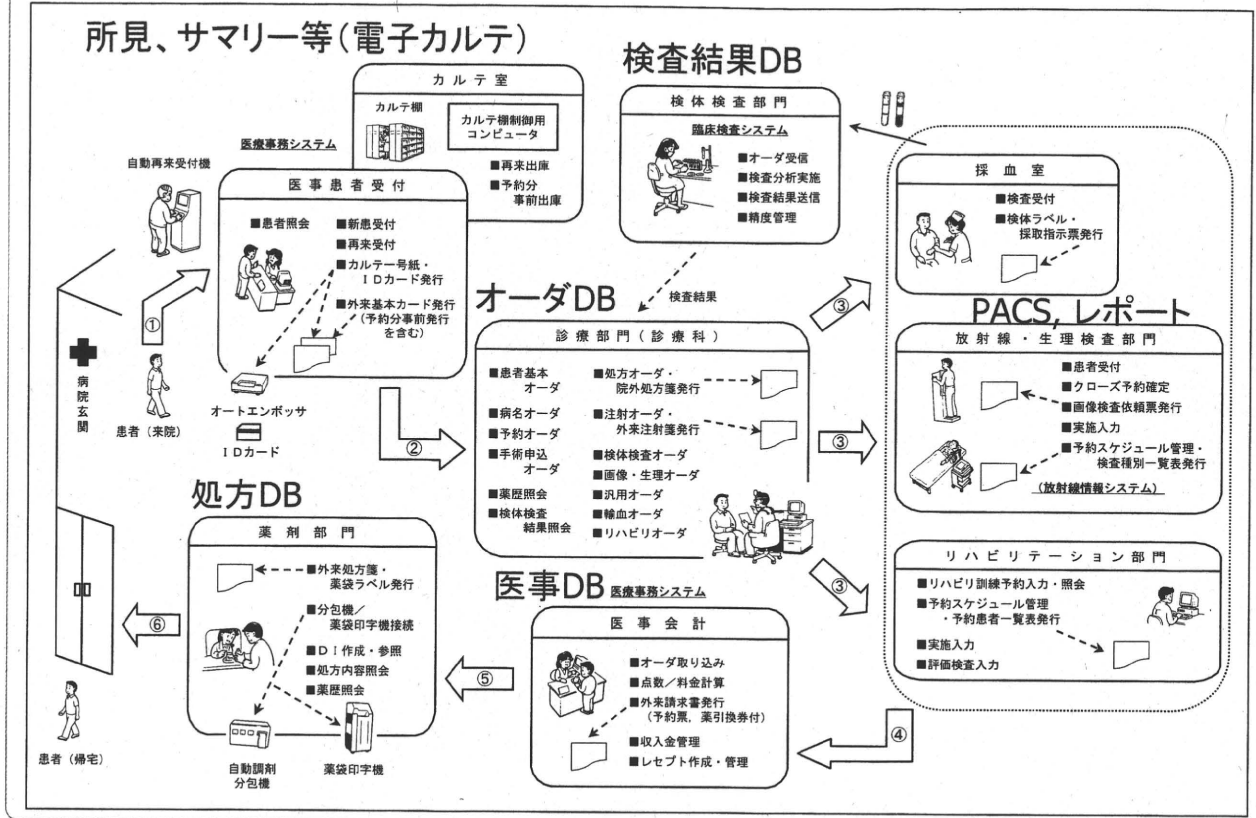 所見、サマリー等(電子カルテ)
検査結果DB
カルテ室
カルテ棚
カルテ棚制御用
コンピュータ
■再来出庫
■予約分
事前出庫
医療事務システム
自動再来受付機
医事患者受付
■患者照会
■新患受付
■再来受付
■カルテ一号紙・
IDカード発行
■外来基本カード発行
(予約分事前発行
を含む)
オートエンボッサ
IDカード
①
病院玄関
患者(来院)
②
検体検査部門
臨床検査システム
■オーダ受信
■検査分析実施
■検査結果送信
■精度管理
検査結果
採血室
■検査受付
■検体ラベル・
採取指示票発行
オーダDB
診療部門(診療科)
■患者基本
オーダ
■病名オーダ
■予約オーダ
■手術申込
オーダ
■薬歴照会
■検体検査
結果照会
■処方オーダ・
院外処方箋発行
■注射オーダ・
外来注射箋発行
■検体検査オーダ
■画像・生理オーダ
■汎用オーダ
■輸血オーダ
■リハビリオーダ
③
③
③
PACS,レポート
放射線・生理検査部門
■患者受付
■クローズ予約確定
■画像検査依頼票発行
■実施入力
■予約スケジュール管理・
検査種別一覧表発行
(放射線情報システム)
リハビリテーション部門
■リハビリ訓練予約入力・照会
■予約スケジュール管理
・予約患者一覧表発行
■実施入力
■評価検査入力
④
医事DB
医療事務システム
医事会計
■オーダ取り込み
■点数/料金計算
■外来請求書発行
(予約票,薬引換券付)
■収入金管理
■レセプト作成・管理
⑤
処方DB
薬剤部門
■外来処方箋・
薬袋ラベル発行
■分包機/
薬袋印字機接続
■DI作成・参照
■処方内容照会
■薬歴照会
自動調剤
分包機
薬袋印字機
⑥
患者(帰宅)